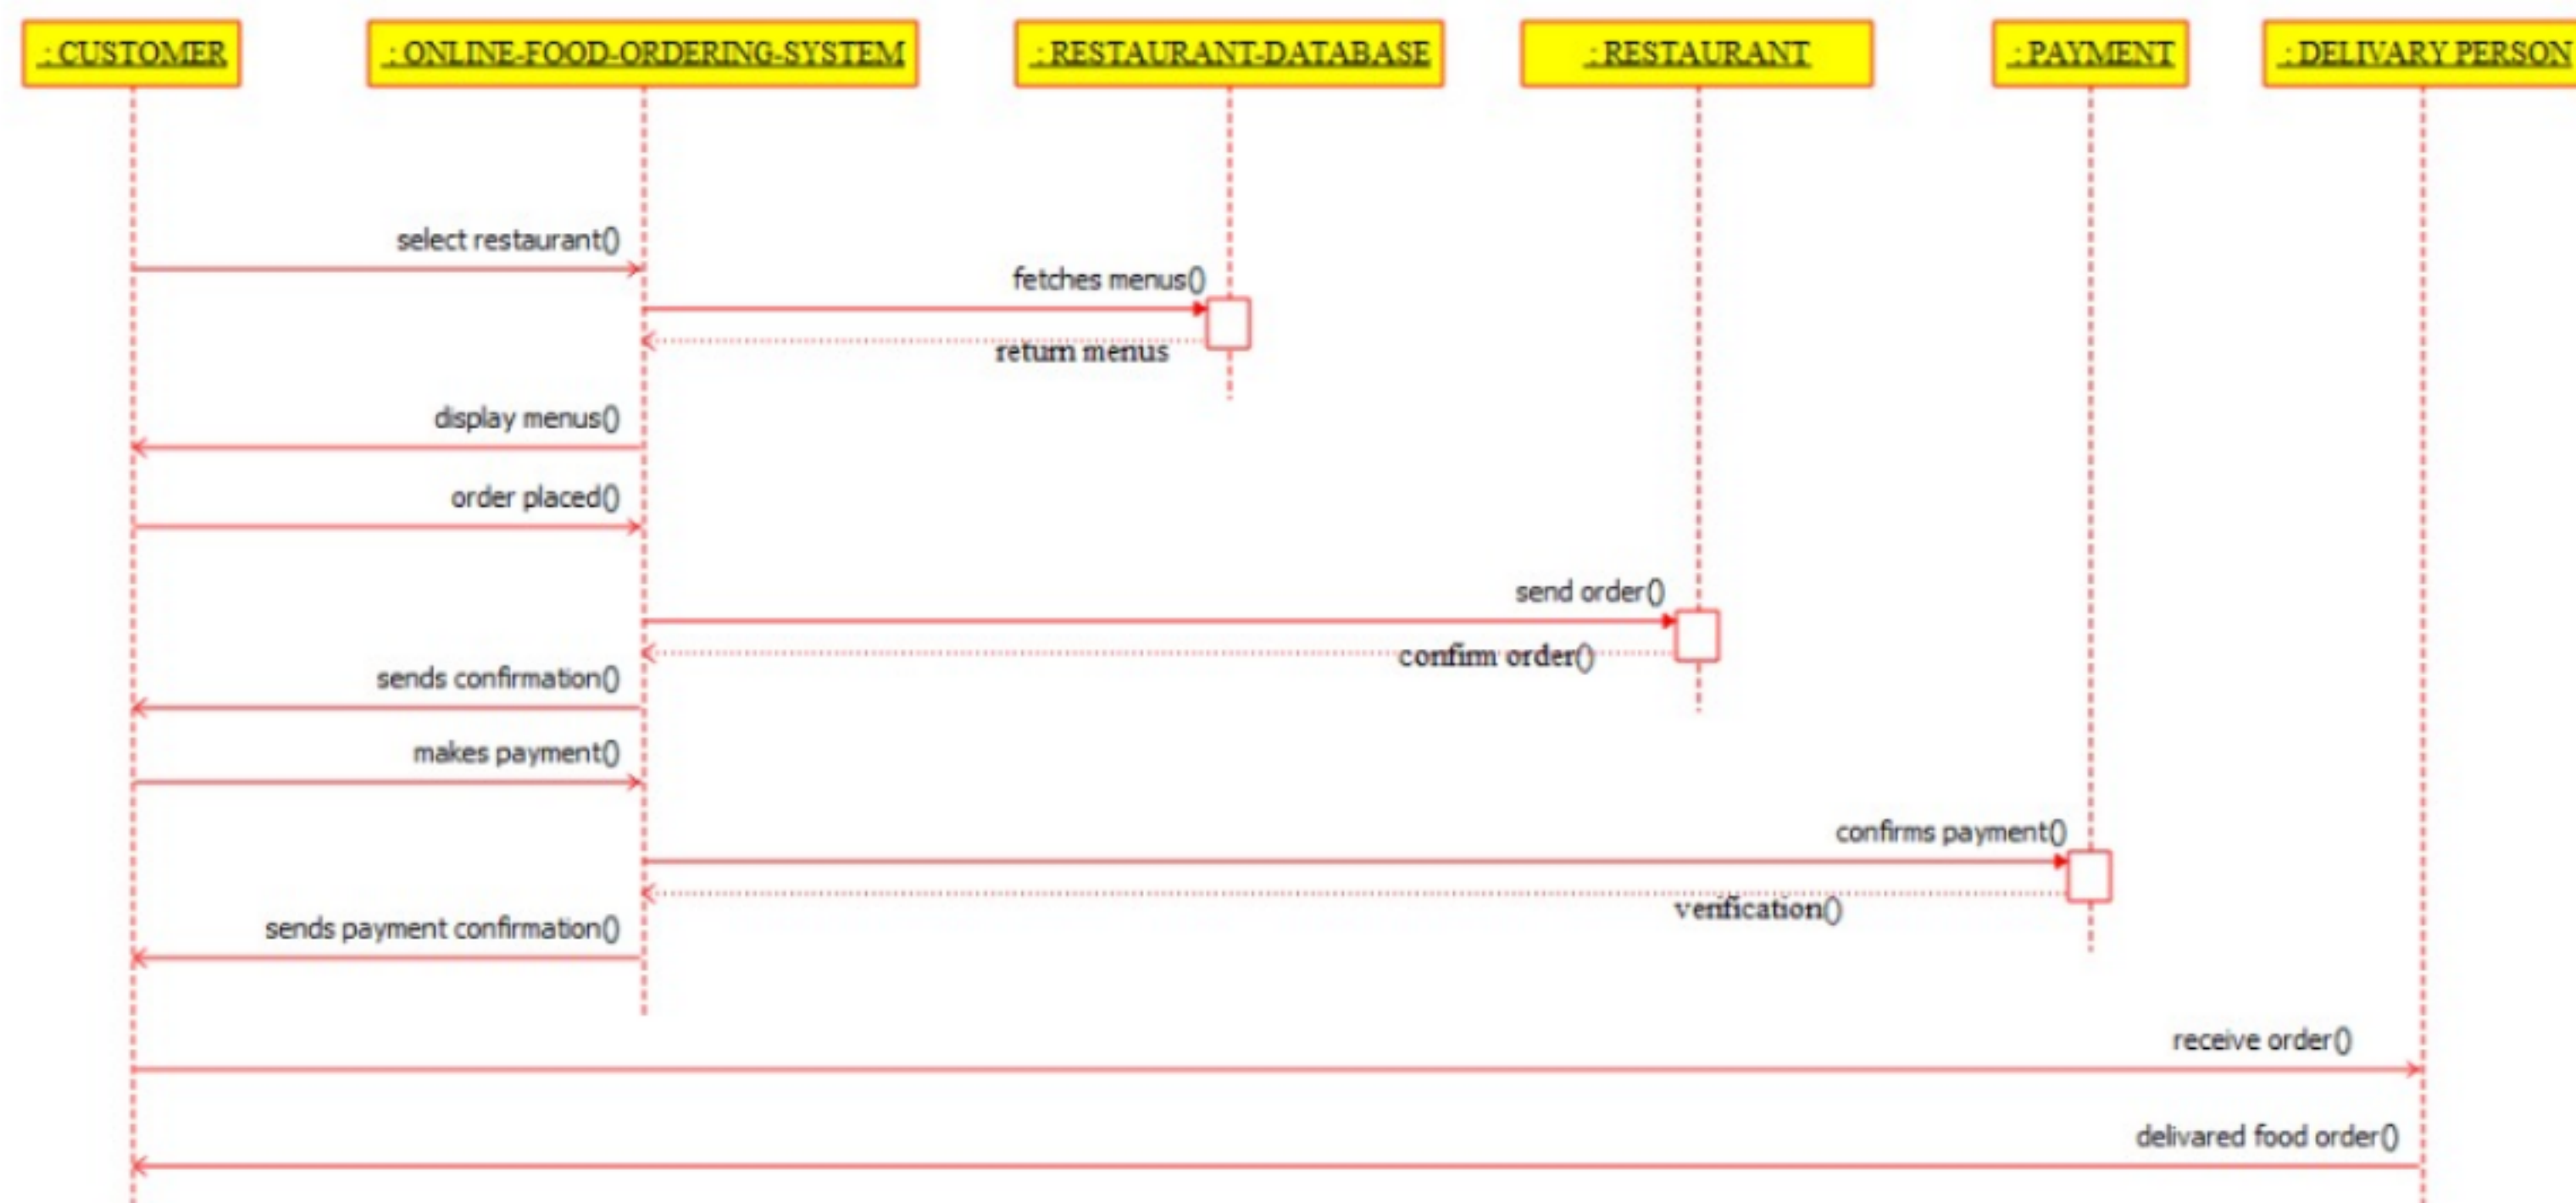 : CUSTOMER
: ONLINE-FOOD-ORDERING-SYSTEM
: RESTAURANT-DATABASE
: RESTAURANT
: PAYMENT
: DELIVARY PERSON
select restaurant()
fetches menus()
return menus
display menus()
order placed()
send order()
confirm order()
sends confirmation()
makes payment()
confirms payment()
verification()
sends payment confirmation()
receive order()
delivared food order()